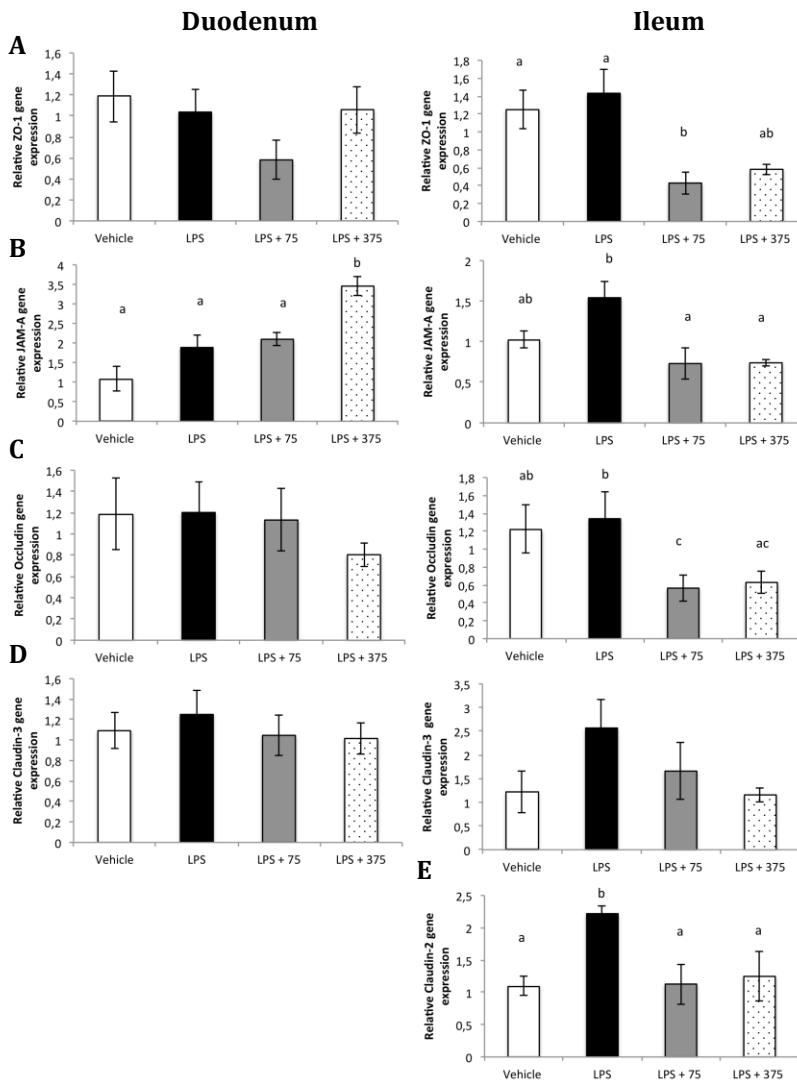 Duodenum
Ileum
A
Relative ZO-1 gene
expression
1,6
1,4
1,2
1
0,8
0,6
0,4
0,2
0
Vehicle LPS LPS + 75 LPS + 375
Relative ZO-1 gene
expression
1,8
1,6
1,4
1,2
1
0,8
0,6
0,4
0,2
0
a a b ab
Vehicle LPS LPS + 75 LPS + 375
B
Relative JAM-A gene
expression
4
3,5
3
2,5
2
1,5
1
0,5
0
a a a b
Vehicle LPS LPS + 75 LPS + 375
Relative JAM-A gene
expression
2
1,5
1
0,5
0
ab b a a
Vehicle LPS LPS + 75 LPS + 375
C
Relative Occludin gene
expression
1,6
1,4
1,2
1
0,8
0,6
0,4
0,2
0
Vehicle LPS LPS + 75 LPS + 375
Relative Occludin gene
expression
1,8
1,6
1,4
1,2
1
0,8
0,6
0,4
0,2
0
ab b c ac
Vehicle LPS LPS + 75 LPS + 375
D
Relative Claudin-3 gene
expression
1,6
1,4
1,2
1
0,8
0,6
0,4
0,2
0
Vehicle LPS LPS + 75 LPS + 375
Relative Claudin-3 gene
expression
3,5
3
2,5
2
1,5
1
0,5
0
Vehicle LPS LPS + 75 LPS + 375
E
Relative Claudin-2 gene
expression
2,5
2
1,5
1
0,5
0
a b a a
Vehicle LPS LPS + 75 LPS + 375